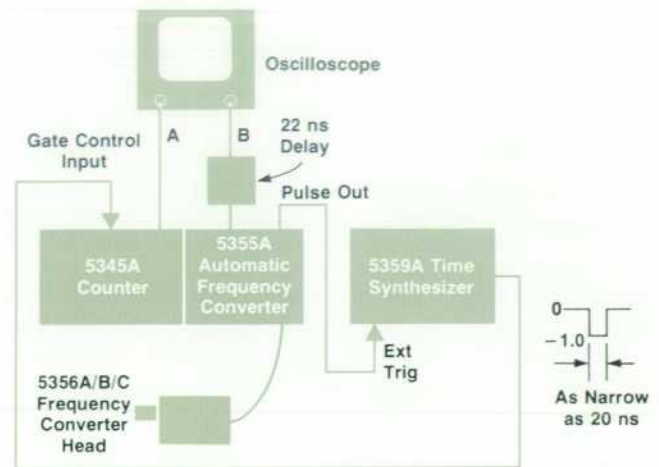 Oscilloscope
A
B
22 ns
Delay
Gate Control
Input
Pulse Out
5345A
Counter
5355A
Automatic
Frequency
Converter
5359A Time
Synthesizer
0
−1.0
Ext
Trig
As Narrow
as 20 ns
5356A/B/C
Frequency
Converter
Head